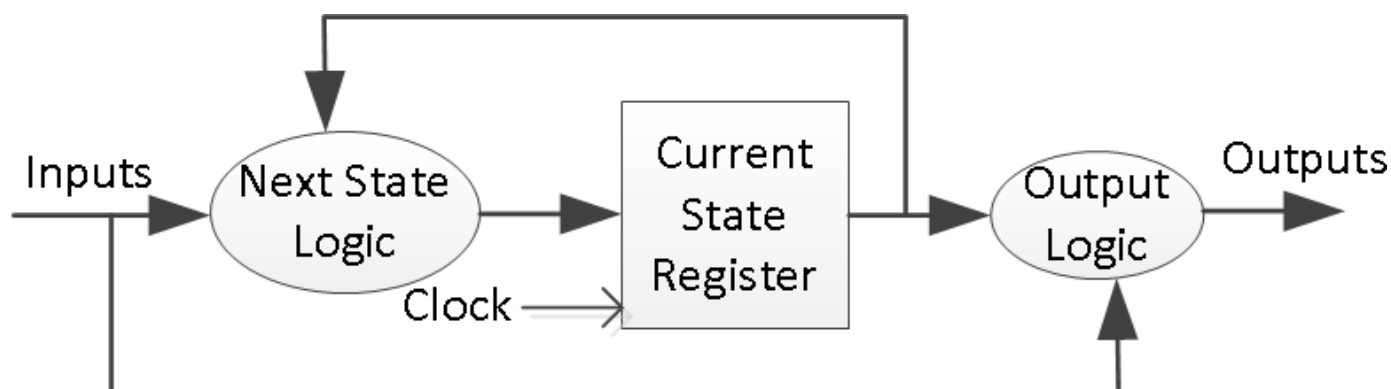 Inputs
Next State
Logic
Clock
Current
State
Register
Output
Logic
Outputs